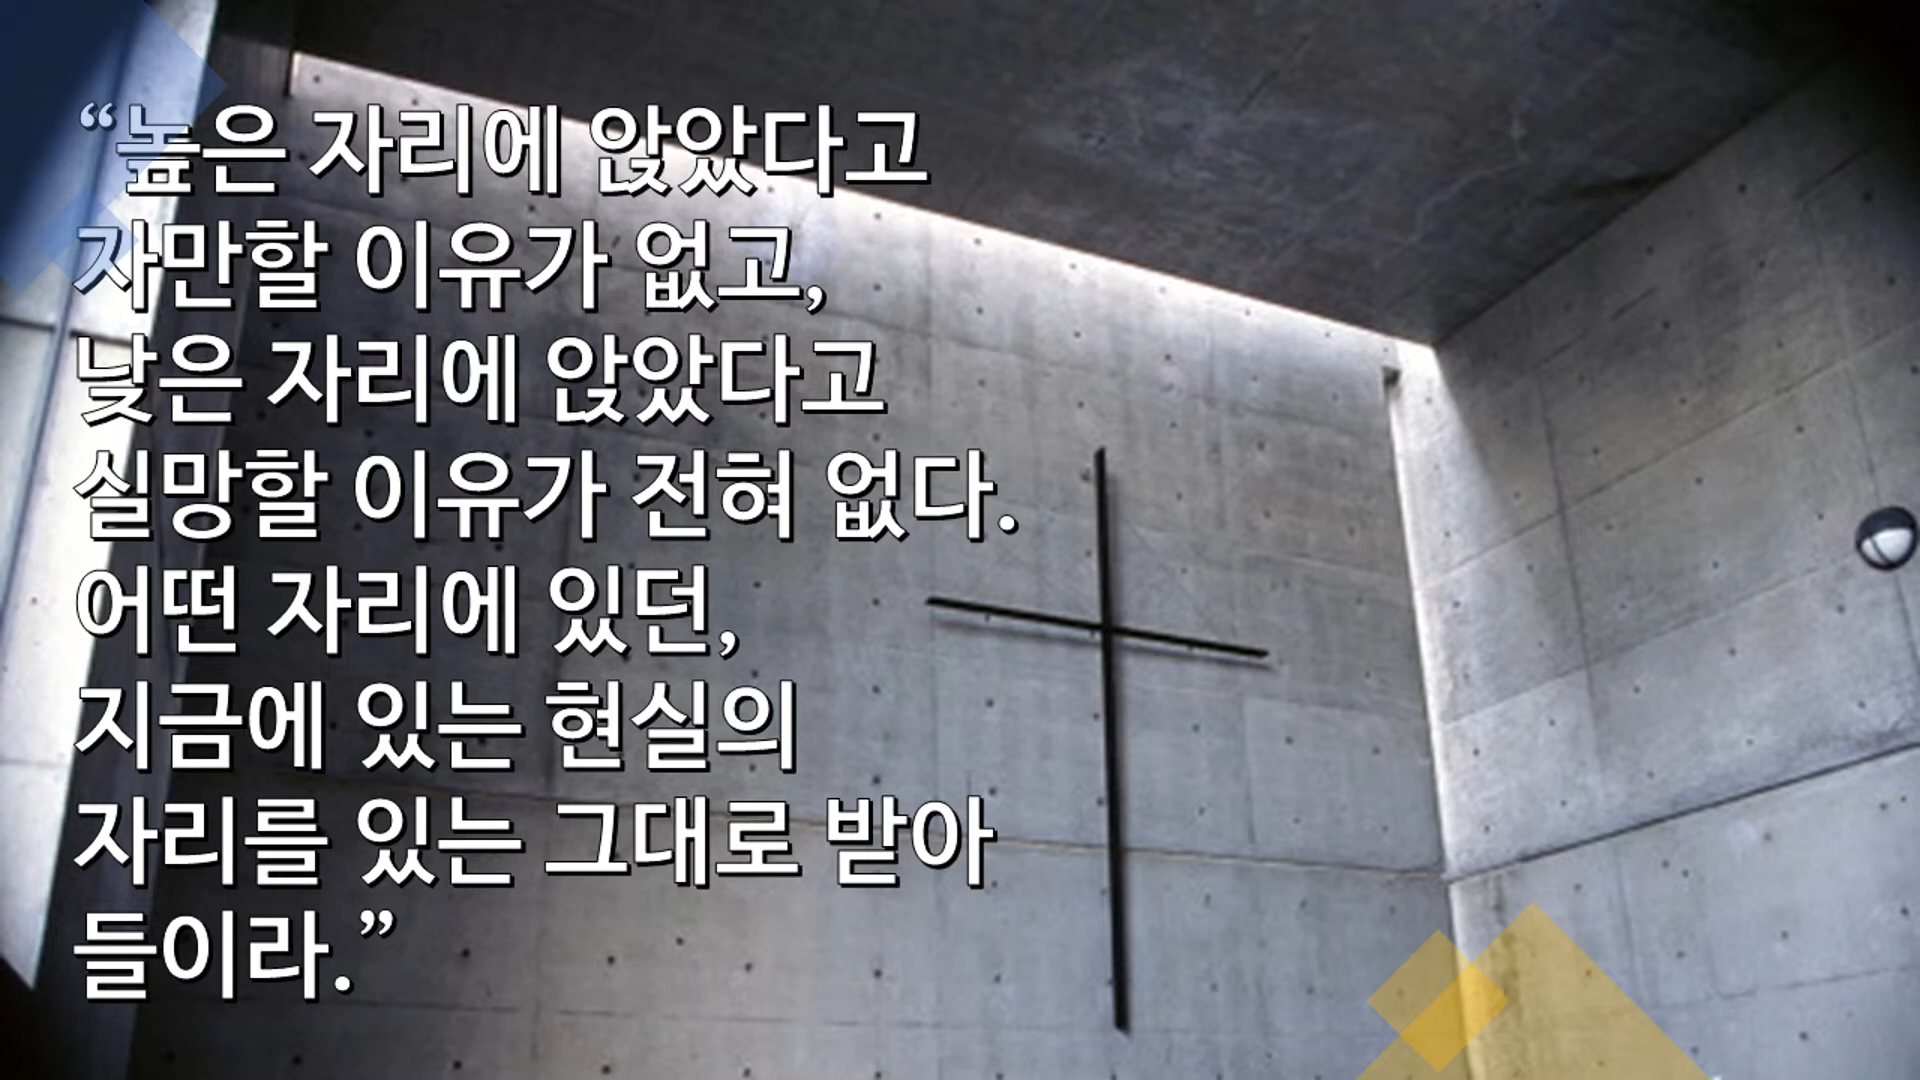 “높은 자리에 앉았다고
자만할 이유가 없고,
낮은 자리에 앉았다고
실망할 이유가 전혀 없다.
어떤 자리에 있던,
지금에 있는 현실의
자리를 있는 그대로 받아
들이라.”